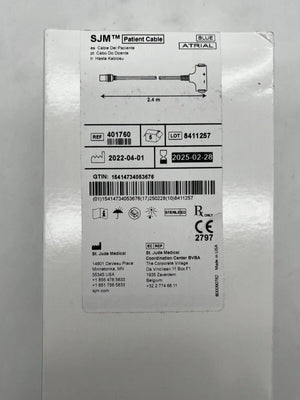 SJM™ Patient Cable
BLUE
ATRIAL
es Cable Del Paciente
pt Cabo Do Doente
tr Hasta Kablosu
2.4 m
REF 401760
5
LOT 8411257
2022-04-01
2025-02-28
GTIN: 15414734053676
(01)15414734053676(17)250228(10)8411257
STERILE EO
Rx ONLY
CE
2797
St. Jude Medical
14901 DeVeau Place
Minnetonka, MN
55345 USA
+1 855 478 5833
+1 651 756 5833
sjm.com
EC REP
St. Jude Medical
Coordination Center BVBA
The Corporate Village
Da Vincilaan 11 Box F1
1935 Zaventem
Belgium
+32 2 774 68 11
Made in USA